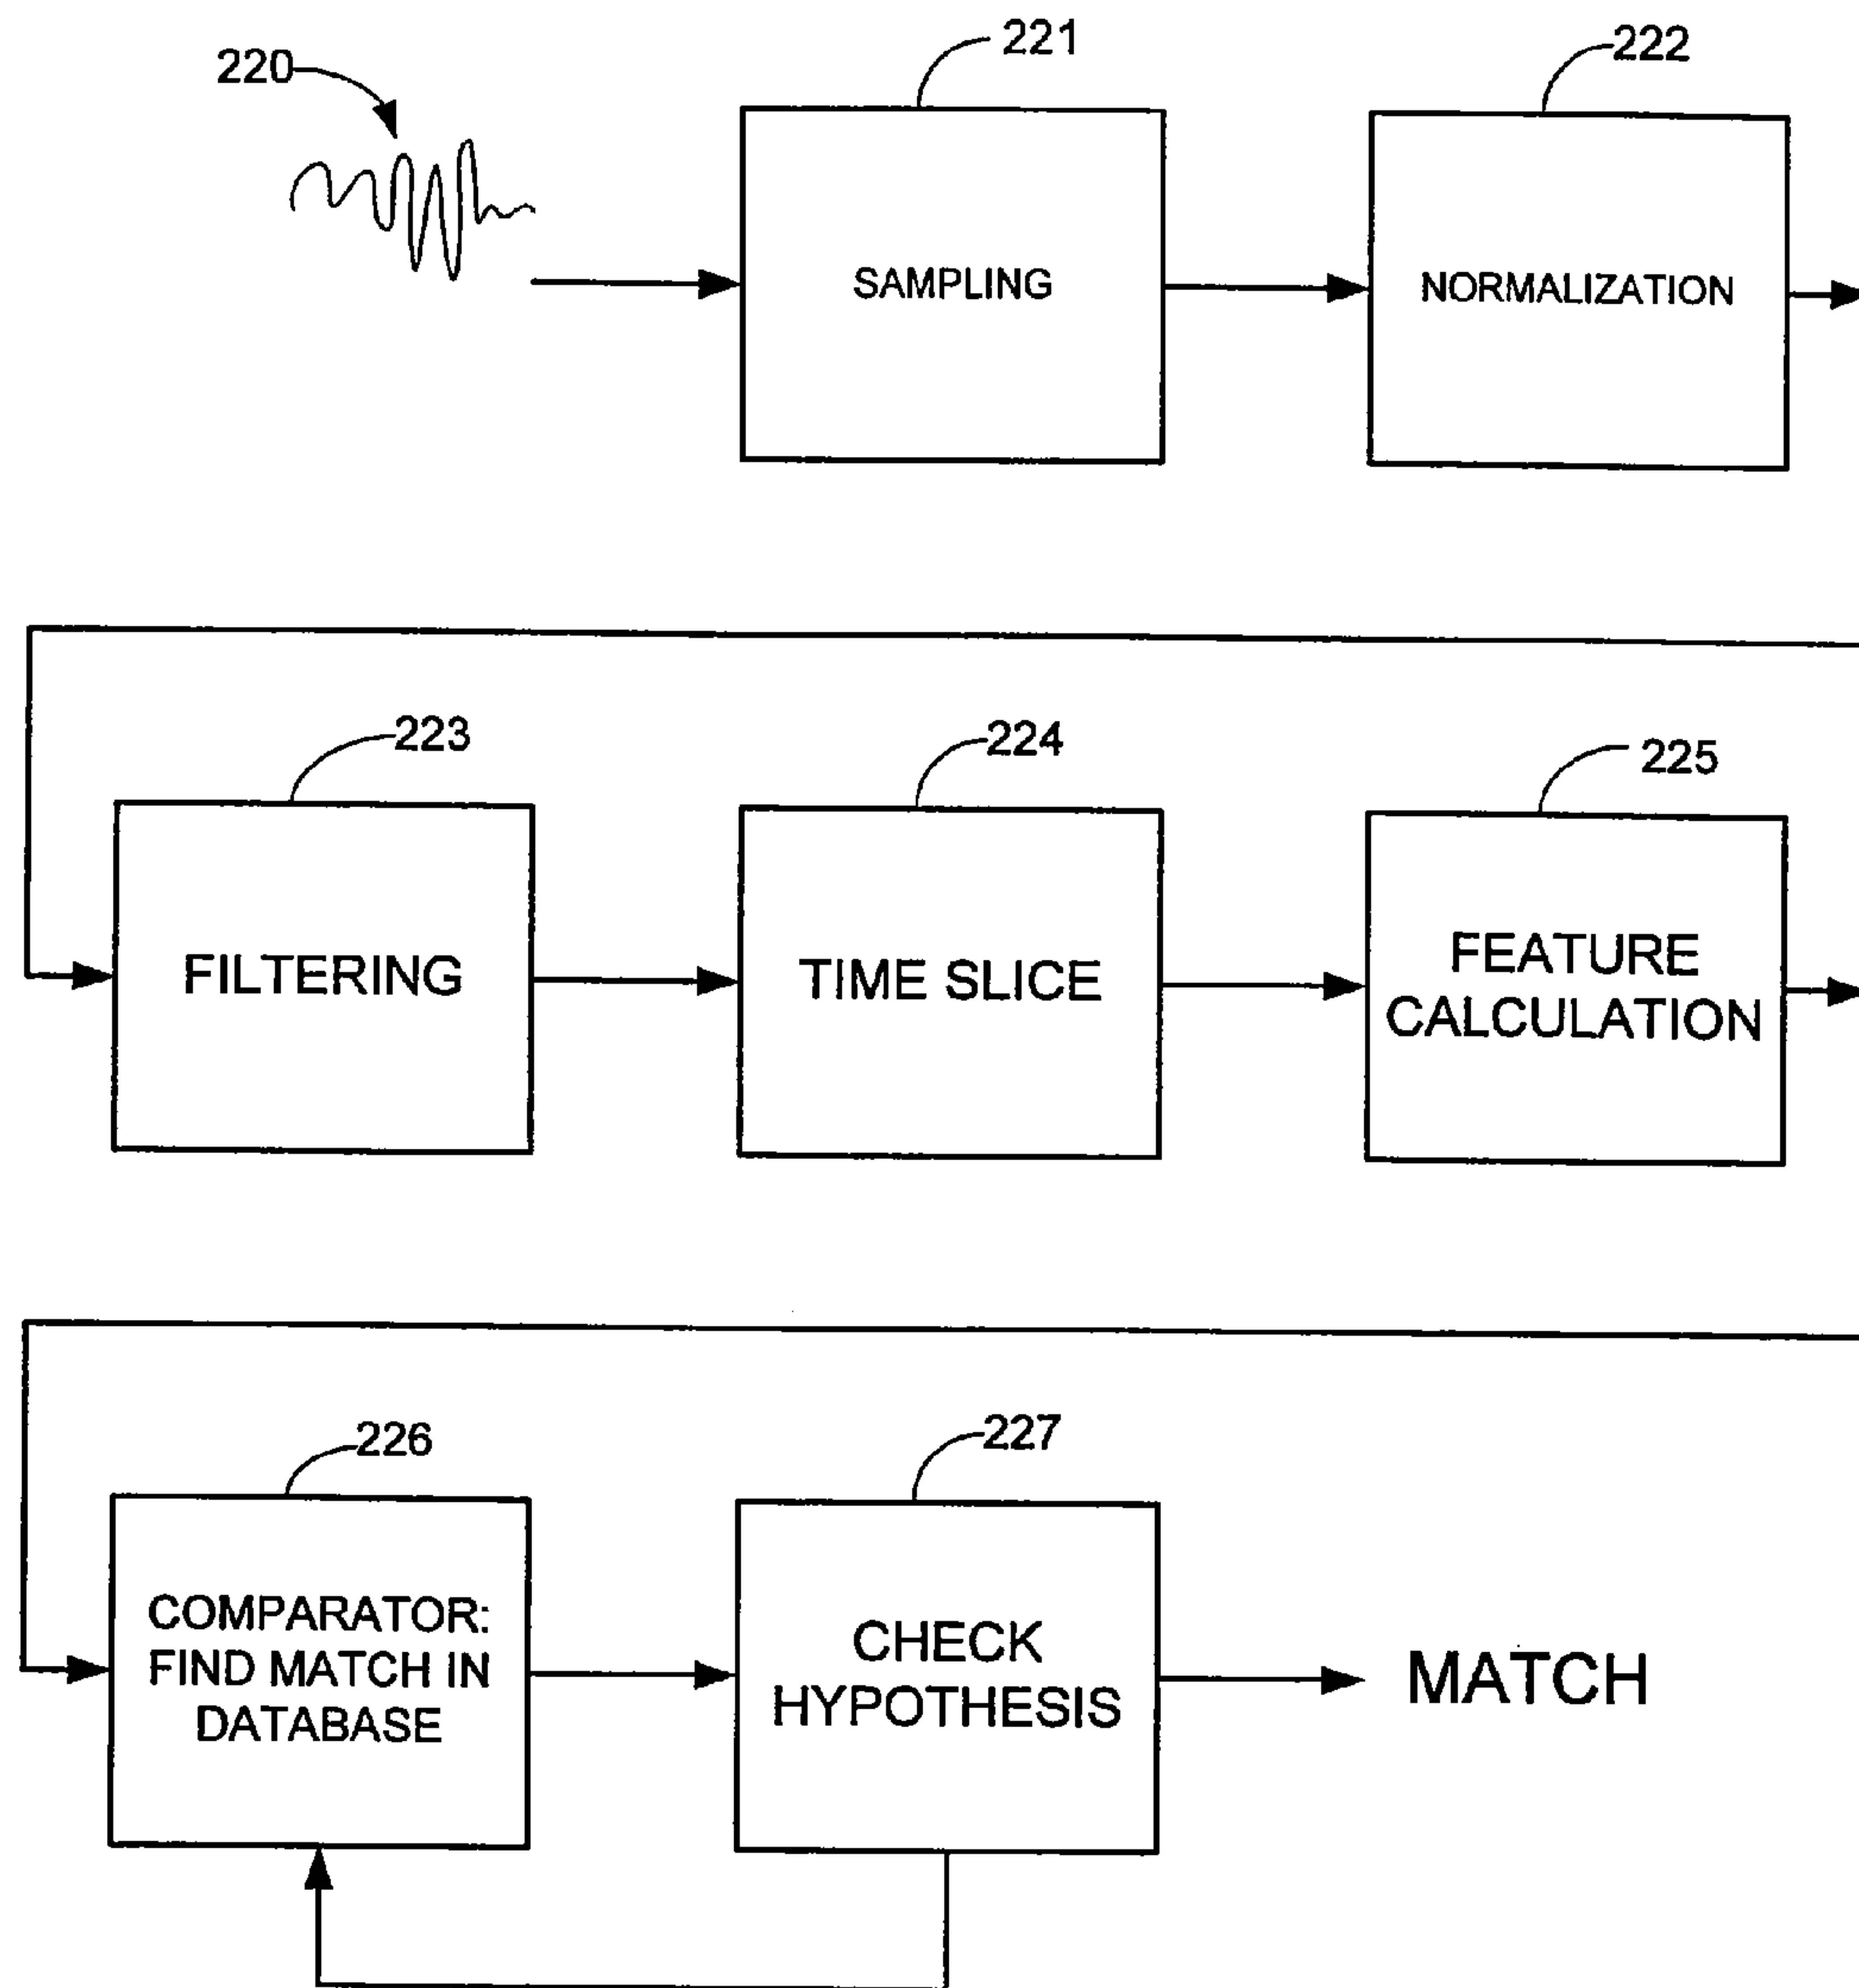 220
221
222
SAMPLING
NORMALIZATION
223
224
225
FILTERING
TIME SLICE
FEATURE
CALCULATION
226
227
COMPARATOR:
FIND MATCH IN
DATABASE
CHECK
HYPOTHESIS
MATCH